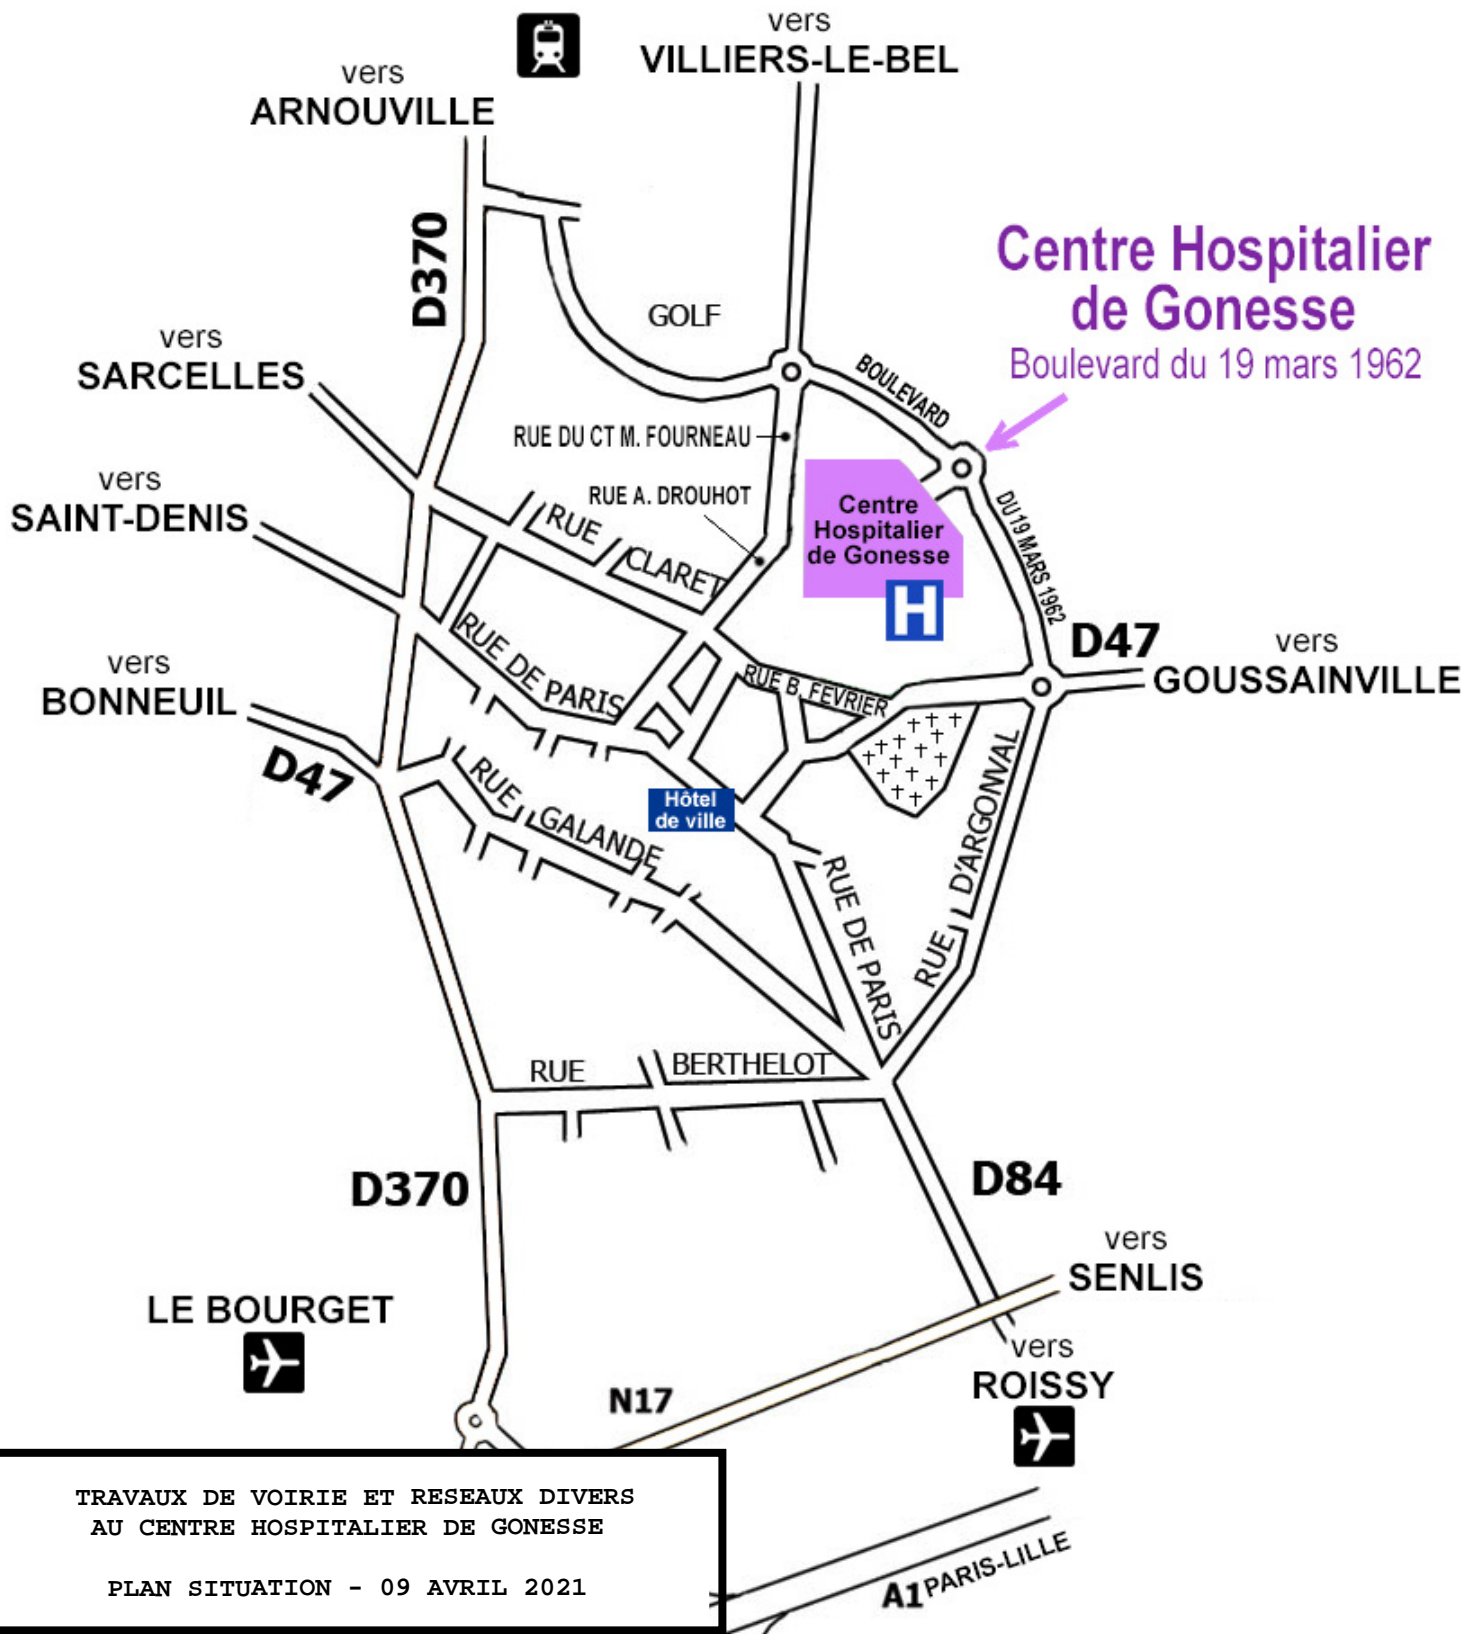 vers
VILLIERS-LE-BEL
vers
ARNOUVILLE
D370
Centre Hospitalier
de Gonesse
Boulevard du 19 mars 1962
GOLF
vers
SARCELLES
BOULEVARD
RUE DU CT M. FOURNEAU
vers
SAINT-DENIS
RUE A. DROUHOT
RUE CLARET
Centre
Hospitalier
de Gonesse
H
DU 19 MARS 1962
D47
vers
GOUSSAINVILLE
RUE DE PARIS
vers
BONNEUIL
RUE B. FEVRIER
D47
RUE GALANDE
Hôtel
de ville
RUE D'ARGONVAL
RUE DE PARIS
RUE BERTHELOT
D370
D84
vers
SENLIS
LE BOURGET
vers
ROISSY
N17
A1 PARIS-LILLE
TRAVAUX DE VOIRIE ET RESEAUX DIVERS
AU CENTRE HOSPITALIER DE GONESSE
PLAN SITUATION - 09 AVRIL 2021